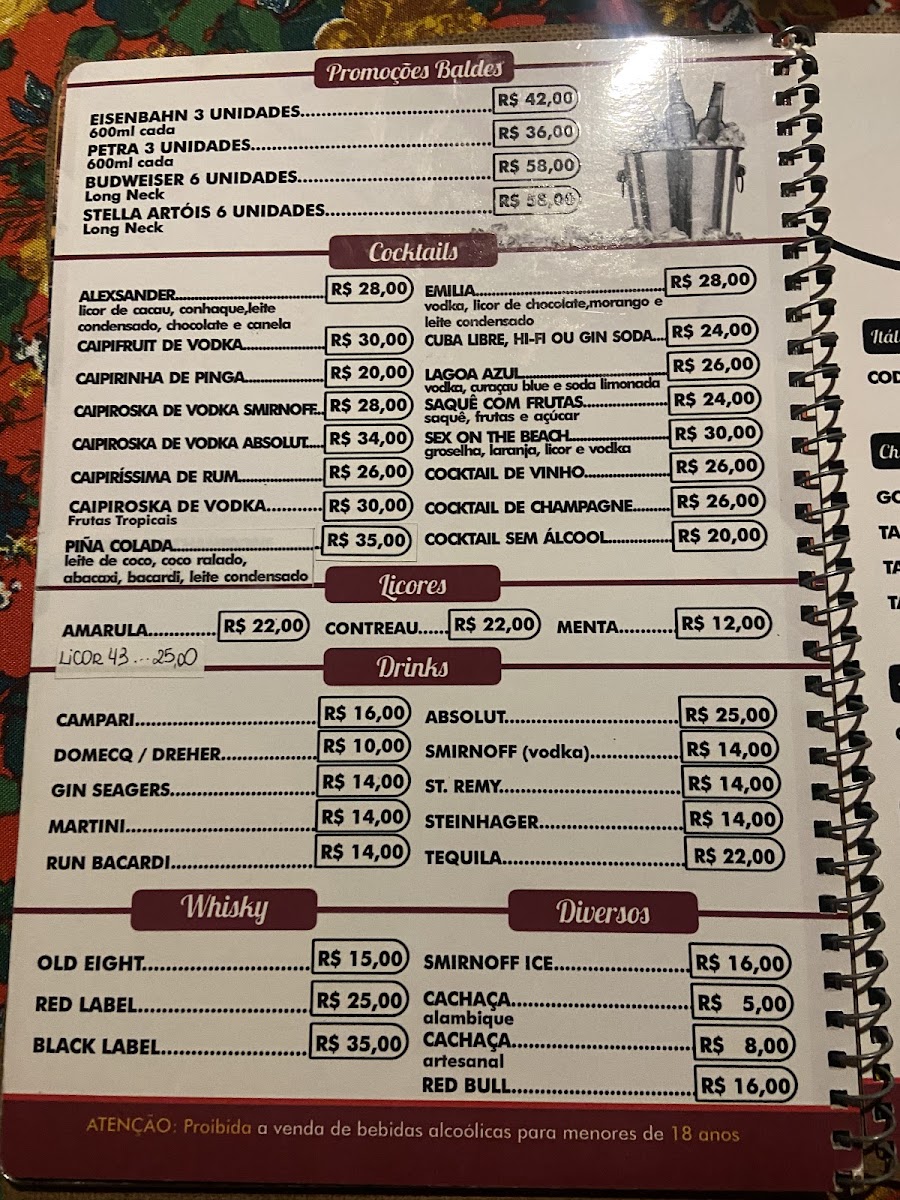 Promoções Baldes
EISENBAHN 3 UNIDADES R$ 42,00
600ml cada
PETRA 3 UNIDADES R$ 36,00
600ml cada
BUDWEISER 6 UNIDADES R$ 58,00
Long Neck
STELLA ARTÓIS 6 UNIDADES R$ 58,00
Long Neck
Cocktails
ALEXSANDER R$ 28,00
licor de cacau, conhaque,leite
condensado, chocolate e canela
CAIPIFRUIT DE VODKA R$ 30,00
CAIPIRINHA DE PINGA R$ 20,00
CAIPIROSKA DE VODKA SMIRNOFF R$ 28,00
CAIPIROSKA DE VODKA ABSOLUT R$ 34,00
CAIPIRÍSSIMA DE RUM R$ 26,00
CAIPIROSKA DE VODKA R$ 30,00
Frutas Tropicais
PIÑA COLADA R$ 35,00
leite de coco, coco ralado,
abacaxi, bacardi, leite condensado
EMILIA R$ 28,00
vodka, licor de chocolate,morango e
leite condensado
CUBA LIBRE, HI-FI OU GIN SODA R$ 24,00
LAGOA AZUL R$ 26,00
vodka, curaçau blue e soda limonada
SAQUÊ COM FRUTAS R$ 24,00
saquê, frutas e açúcar
SEX ON THE BEACH R$ 30,00
groselha, laranja, licor e vodka
COCKTAIL DE VINHO R$ 26,00
COCKTAIL DE CHAMPAGNE R$ 26,00
COCKTAIL SEM ÁLCOOL R$ 20,00
Licores
AMARULA R$ 22,00 CONTREAU R$ 22,00 MENTA R$ 12,00
LICOR 43 ... 25,00
Drinks
CAMPARI R$ 16,00
DOMECQ / DREHER R$ 10,00
GIN SEAGERS R$ 14,00
MARTINI R$ 14,00
RUN BACARDI R$ 14,00
ABSOLUT R$ 25,00
SMIRNOFF (vodka) R$ 14,00
ST. REMY R$ 14,00
STEINHAGER R$ 14,00
TEQUILA R$ 22,00
Whisky
OLD EIGHT R$ 15,00
RED LABEL R$ 25,00
BLACK LABEL R$ 35,00
Diversos
SMIRNOFF ICE R$ 16,00
CACHAÇA R$ 5,00
alambique
CACHAÇA R$ 8,00
artesanal
RED BULL R$ 16,00
ATENÇÃO: Proibida a venda de bebidas alcoólicas para menores de 18 anos